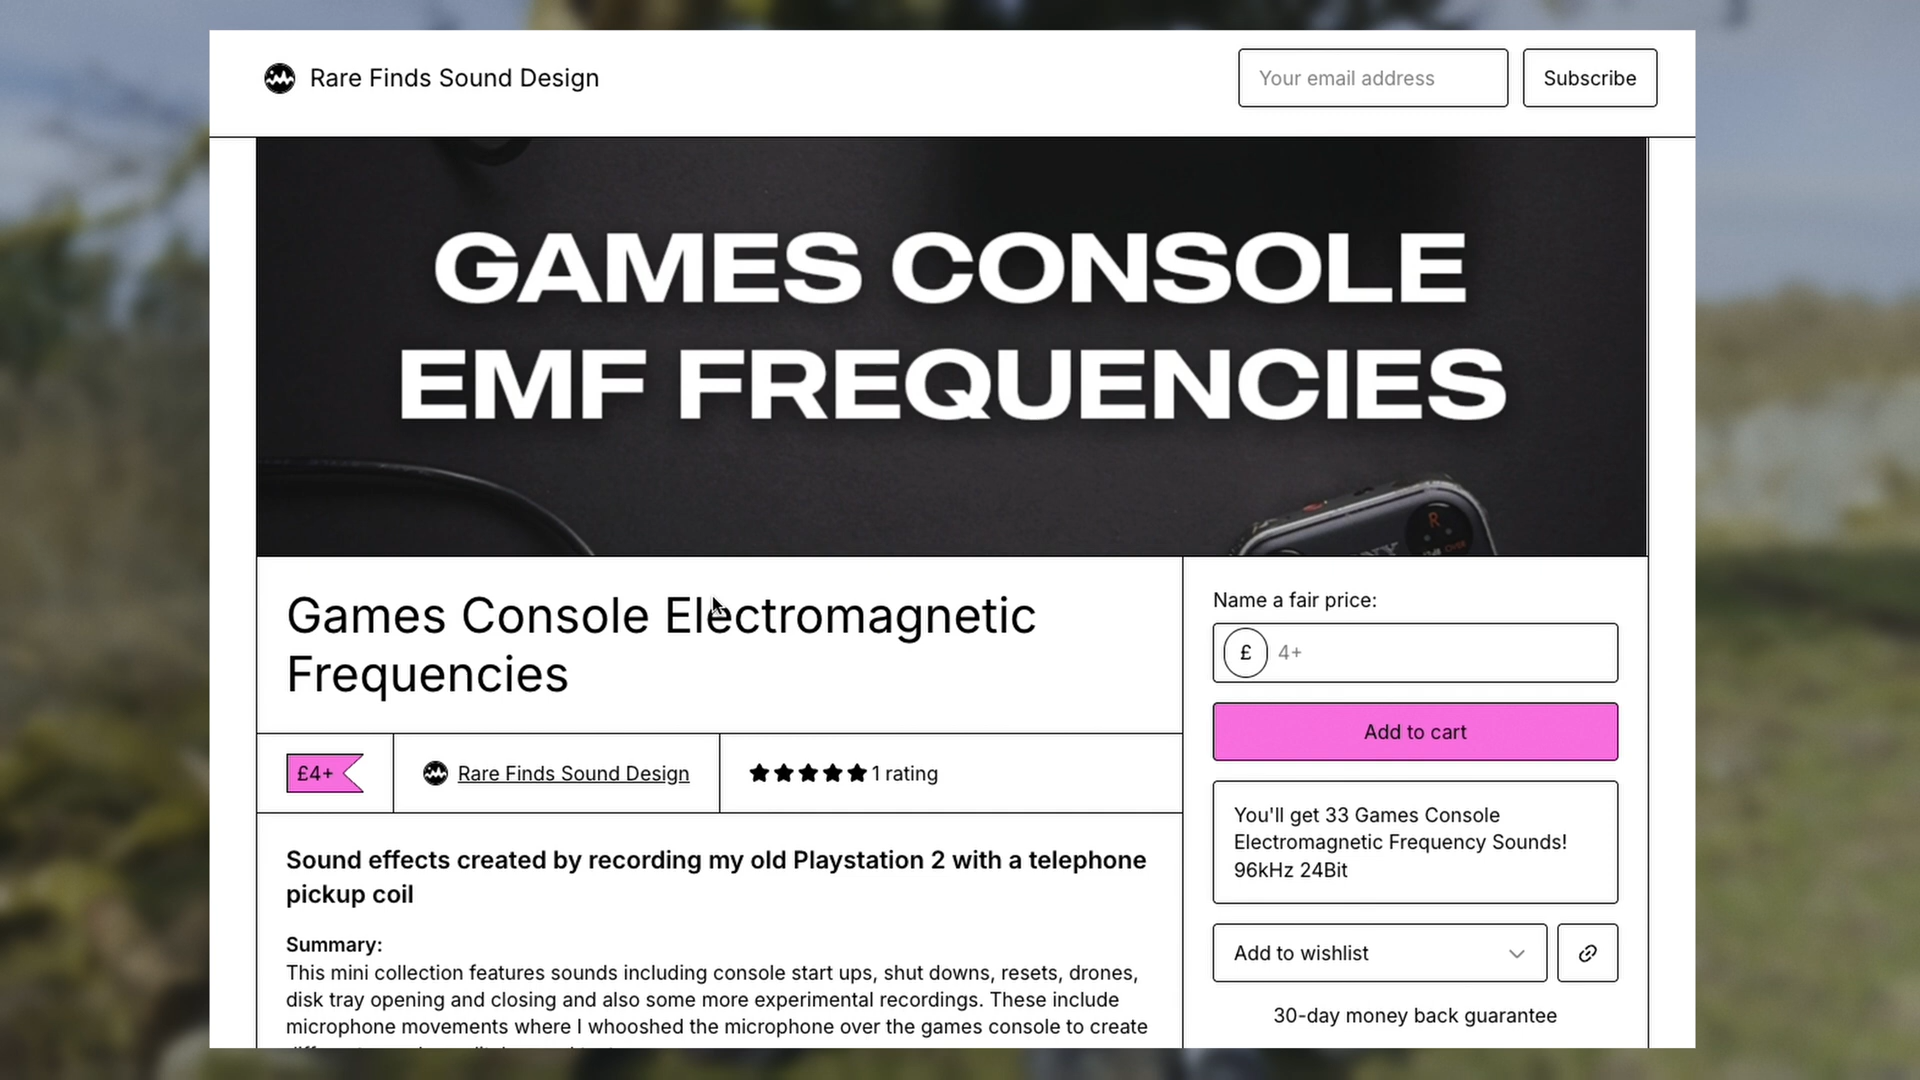 Rare Finds Sound Design
Your email address
Subscribe
GAMES CONSOLE
EMF FREQUENCIES
R
Games Console Electromagnetic
Frequencies
£4+
Rare Finds Sound Design
1 rating
Sound effects created by recording my old Playstation 2 with a telephone
pickup coil
Summary:
This mini collection features sounds including console start ups, shut downs, resets, drones,
disk tray opening and closing and also some more experimental recordings. These include
microphone movements where I whooshed the microphone over the games console to create
Name a fair price:
£ 4+
Add to cart
You'll get 33 Games Console
Electromagnetic Frequency Sounds!
96kHz 24Bit
Add to wishlist
30-day money back guarantee